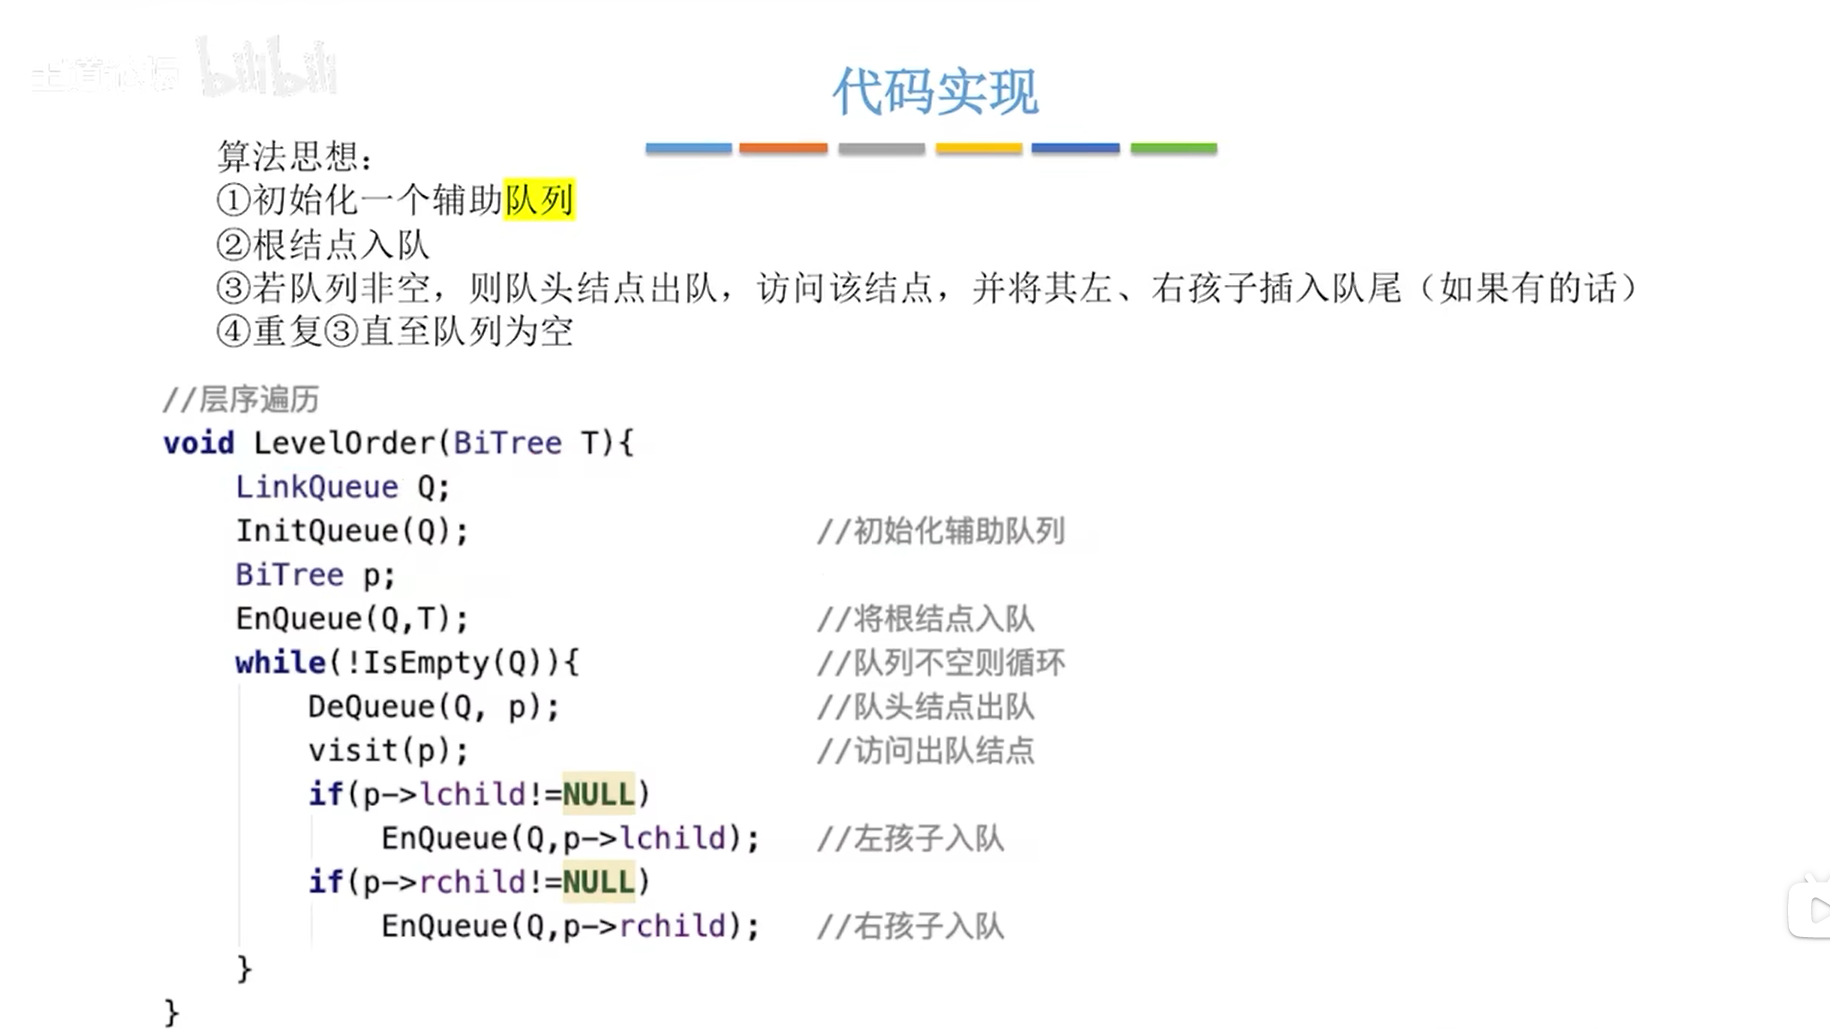 bilibili
代码实现
算法思想：
①初始化一个辅助队列
②根结点入队
③若队列非空，则队头结点出队，访问该结点，并将其左、右孩子插入队尾（如果有的话）
④重复③直至队列为空
//层序遍历
void LevelOrder(BiTree T){
LinkQueue Q;
InitQueue(Q); //初始化辅助队列
BiTree p;
EnQueue(Q,T); //将根结点入队
while(!IsEmpty(Q)){ //队列不空则循环
DeQueue(Q, p); //队头结点出队
visit(p); //访问出队结点
if(p->lchild!=NULL)
EnQueue(Q,p->lchild); //左孩子入队
if(p->rchild!=NULL)
EnQueue(Q,p->rchild); //右孩子入队
}
}